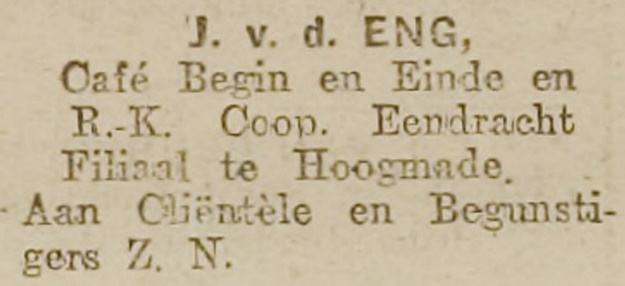 J. v. d. ENG,
Café Begin en Einde en
R.-K. Coop. Eendracht
Filiaal te Hoogmade.
Aan Cliëntèle en Begunsti-
gers Z. N.